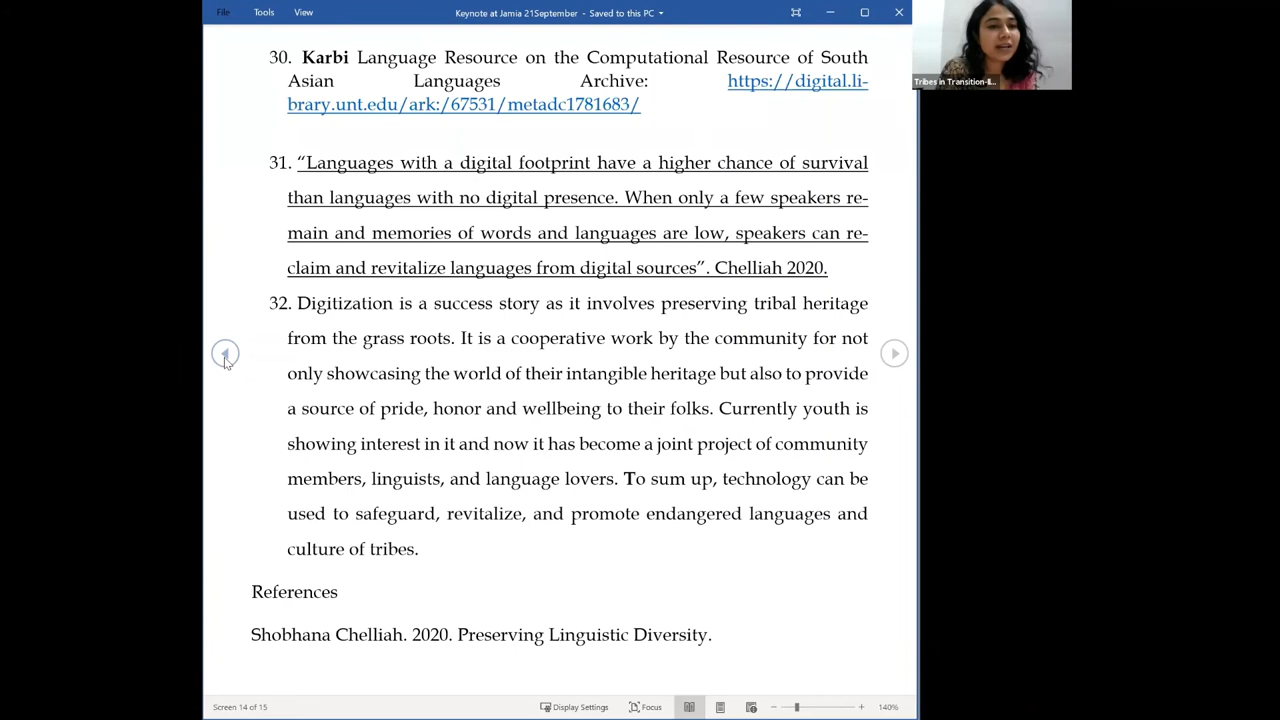 File Tools View Keynote at Jamia 21September - Saved to this PC
Tribes in Transition-II...
30. Karbi Language Resource on the Computational Resource of South
Asian Languages Archive: https://digital.li-
brary.unt.edu/ark:/67531/metadc1781683/
31. “Languages with a digital footprint have a higher chance of survival
than languages with no digital presence. When only a few speakers re-
main and memories of words and languages are low, speakers can re-
claim and revitalize languages from digital sources”. Chelliah 2020.
32. Digitization is a success story as it involves preserving tribal heritage
from the grass roots. It is a cooperative work by the community for not
only showcasing the world of their intangible heritage but also to provide
a source of pride, honor and wellbeing to their folks. Currently youth is
showing interest in it and now it has become a joint project of community
members, linguists, and language lovers. To sum up, technology can be
used to safeguard, revitalize, and promote endangered languages and
culture of tribes.
References
Shobhana Chelliah. 2020. Preserving Linguistic Diversity.
Screen 14 of 15 Display Settings Focus 140%